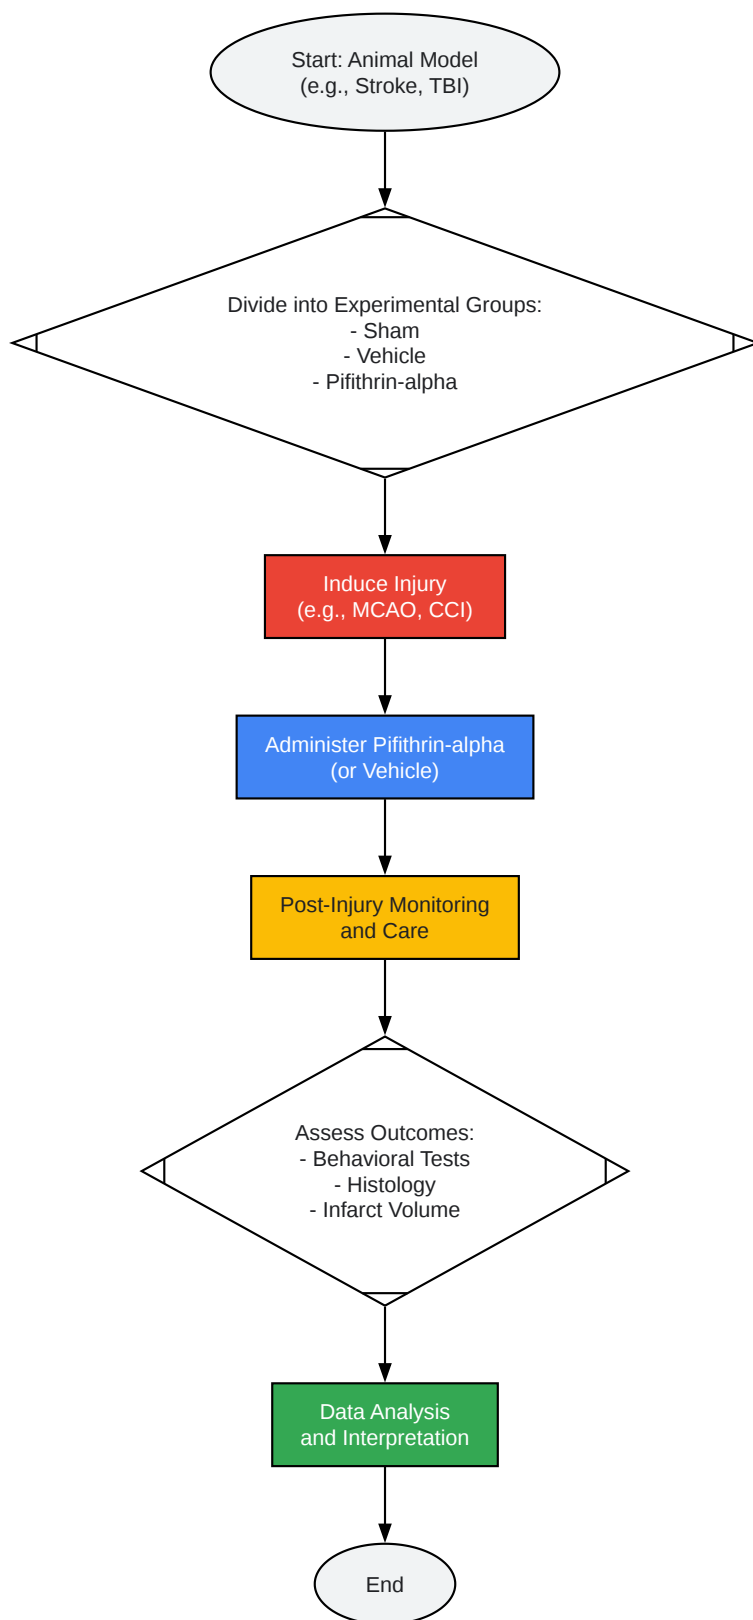 Start: Animal Model
(e.g., Stroke, TBI)
Divide into Experimental Groups:
- Sham
- Vehicle
- Pifithrin-alpha
Induce Injury
(e.g., MCAO, CCI)
Administer Pifithrin-alpha
(or Vehicle)
Post-Injury Monitoring
and Care
Assess Outcomes:
- Behavioral Tests
- Histology
- Infarct Volume
Data Analysis
and Interpretation
End